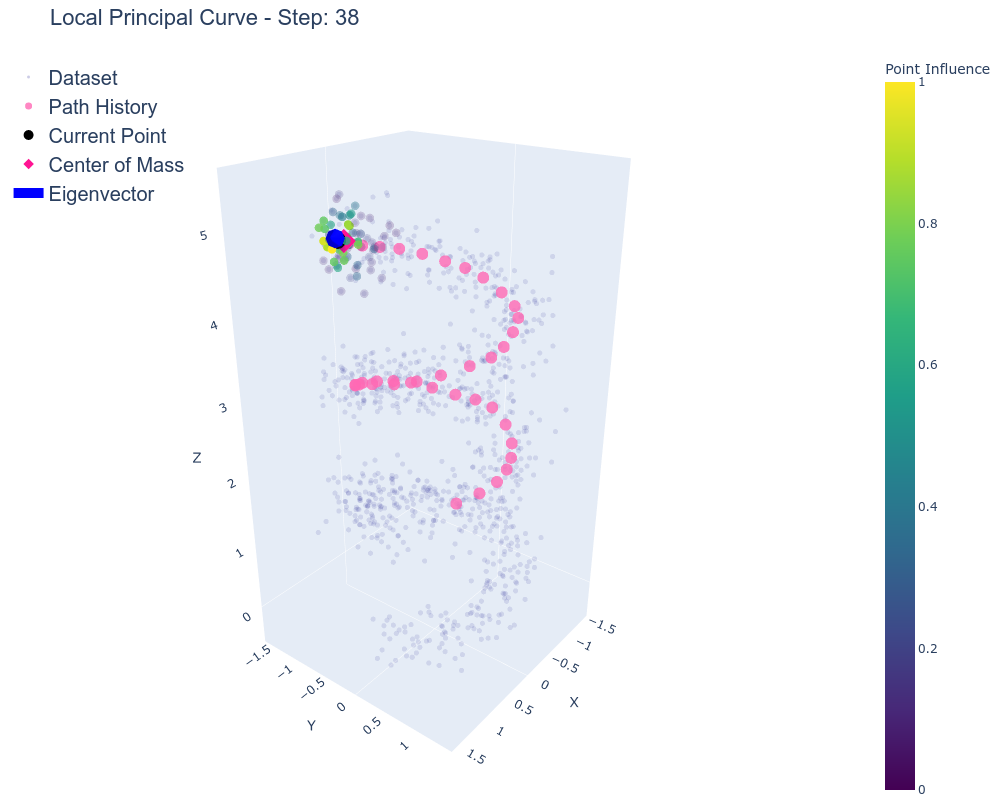 Local Principal Curve - Step: 38
Dataset
Path History
Current Point
Center of Mass
Eigenvector
Point Influence
1
0.8
0.6
0.4
0.2
0
5
4
3
2
1
0
Z
−1.5
−1
−0.5
0
0.5
1
Y
−1.5
−1
−0.5
0
0.5
1
1.5
X